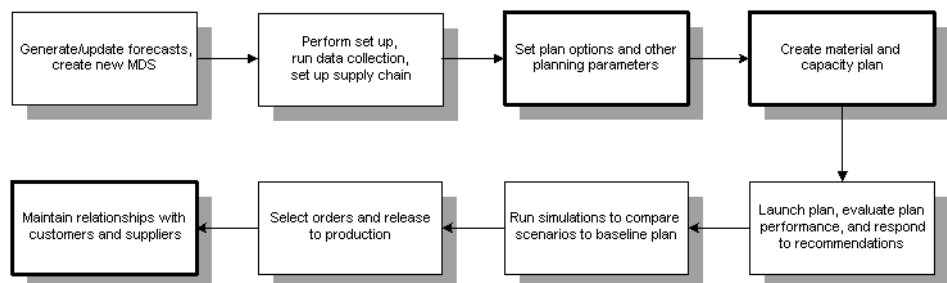 Generate/update forecasts,
create new MDS
Perform set up,
run data collection,
set up supply chain
Set plan options and other
planning parameters
Create material and
capacity plan
Launch plan, evaluate plan
performance, and respond
to recommendations
Run simulations to compare
scenarios to baseline plan
Select orders and release
to production
Maintain relationships with
customers and suppliers